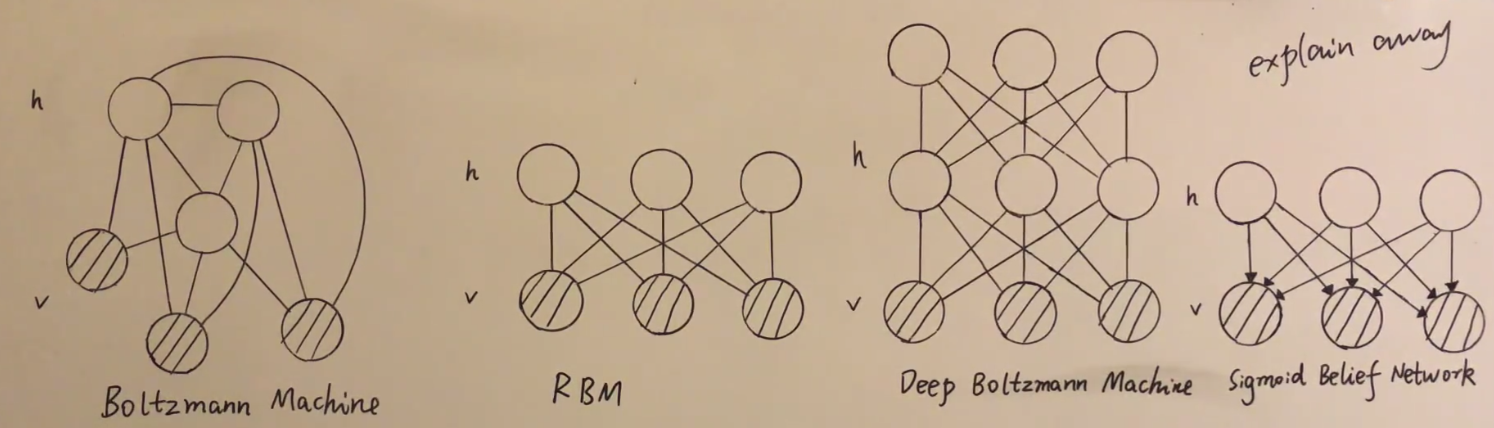 explain away
h
h
h
h
v
v
v
v
Boltzmann Machine
RBM
Deep Boltzmann Machine
Sigmoid Belief Network